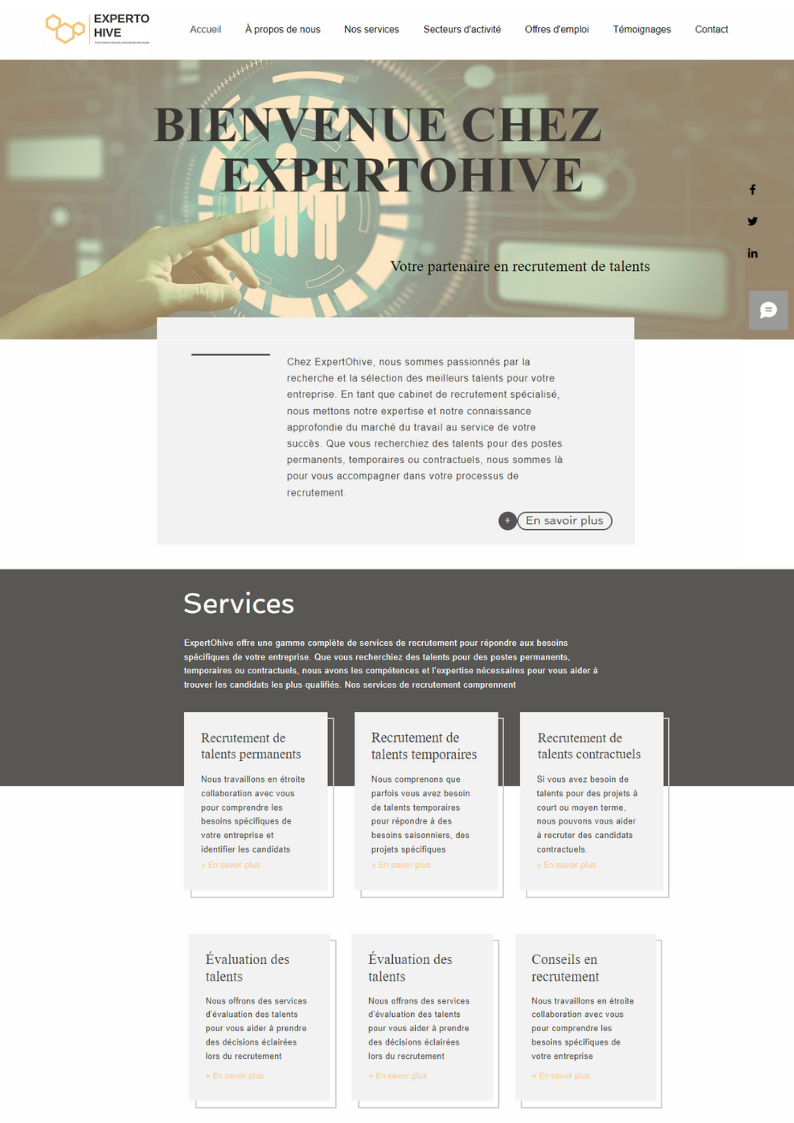 EXPERTO
HIVE
Accueil
À propos de nous
Nos services
Secteurs d'activité
Offres d'emploi
Témoignages
Contact
BIENVENUE CHEZ
EXPERTOHIVE
Votre partenaire en recrutement de talents
Chez ExpertOhive, nous sommes passionnés par la
recherche et la sélection des meilleurs talents pour votre
entreprise. En tant que cabinet de recrutement spécialisé,
nous mettons notre expertise et notre connaissance
approfondie du marché du travail au service de votre
succès. Que vous recherchiez des talents pour des postes
permanents, temporaires ou contractuels, nous sommes là
pour vous accompagner dans votre processus de
recrutement.
+ En savoir plus
Services
ExpertOhive offre une gamme complète de services de recrutement pour répondre aux besoins
spécifiques de votre entreprise. Que vous recherchiez des talents pour des postes permanents,
temporaires ou contractuels, nous avons les compétences et l'expertise nécessaires pour vous aider à
trouver les candidats les plus qualifiés. Nos services de recrutement comprennent
Recrutement de
talents permanents
Nous travaillons en étroite
collaboration avec vous
pour comprendre les
besoins spécifiques de
votre entreprise et
identifier les candidats
+ En savoir plus
Recrutement de
talents temporaires
Nous comprenons que
parfois vous avez besoin
de talents temporaires
pour répondre à des
besoins saisonniers, des
projets spécifiques
+ En savoir plus
Recrutement de
talents contractuels
Si vous avez besoin de
talents pour des projets à
court ou moyen terme,
nous pouvons vous aider
à recruter des candidats
contractuels.
+ En savoir plus
Évaluation des
talents
Nous offrons des services
d'évaluation des talents
pour vous aider à prendre
des décisions éclairées
lors du recrutement
+ En savoir plus
Évaluation des
talents
Nous offrons des services
d'évaluation des talents
pour vous aider à prendre
des décisions éclairées
lors du recrutement
+ En savoir plus
Conseils en
recrutement
Nous travaillons en étroite
collaboration avec vous
pour comprendre les
besoins spécifiques de
votre entreprise
+ En savoir plus